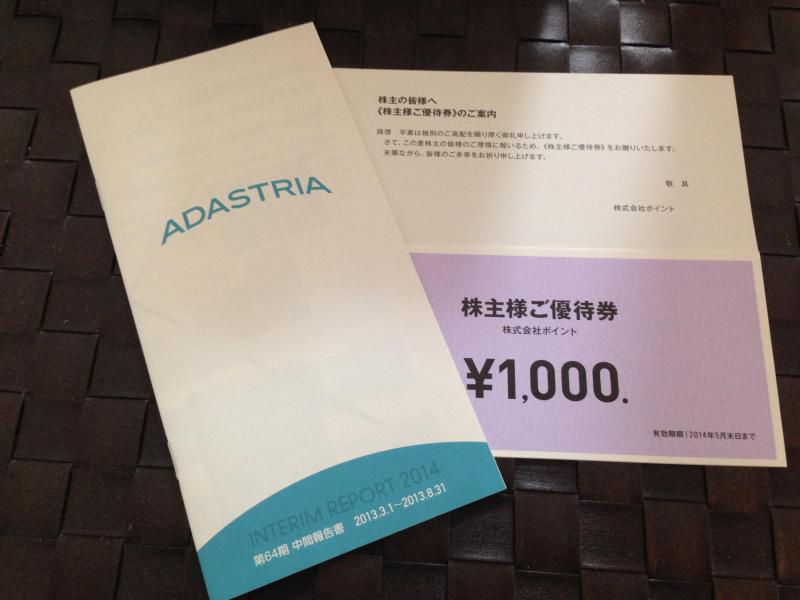 ADASTRIA
INTERIM REPORT 2014
第64期 中間報告書 2013.3.1〜2013.8.31
株主の皆様へ
《株主様ご優待券》のご案内
拝啓 平素は格別のご高配を賜り厚く御礼申し上げます。
さて、この度株主の皆様のご厚情に報いるため、《株主様ご優待券》をお贈りいたします。
末筆ながら、皆様のご多幸をお祈り申し上げます。
敬 具
株式会社ポイント
株主様ご優待券
株式会社ポイント
¥1,000.
有効期限|2014年5月末日まで